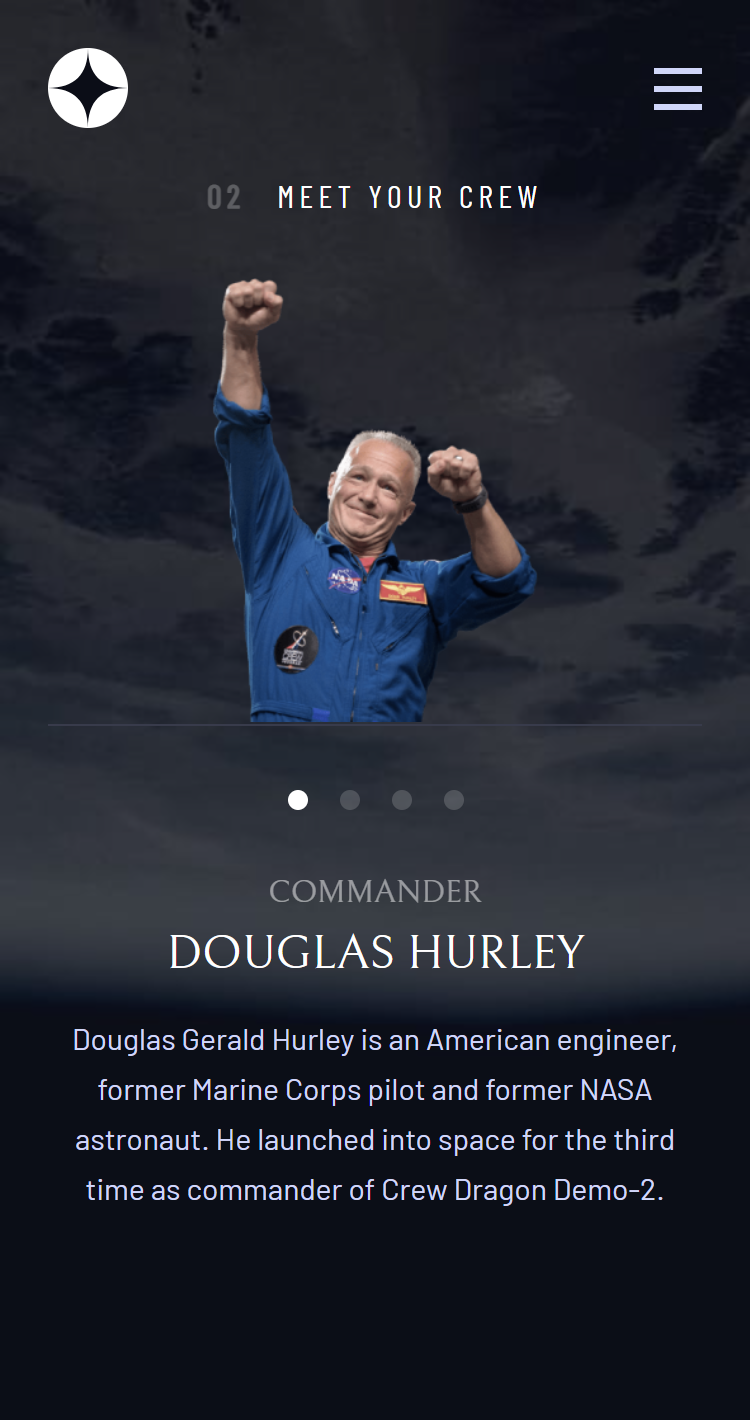 02 MEET YOUR CREW
NASA
COMMANDER
DOUGLAS HURLEY
Douglas Gerald Hurley is an American engineer,
former Marine Corps pilot and former NASA
astronaut. He launched into space for the third
time as commander of Crew Dragon Demo-2.